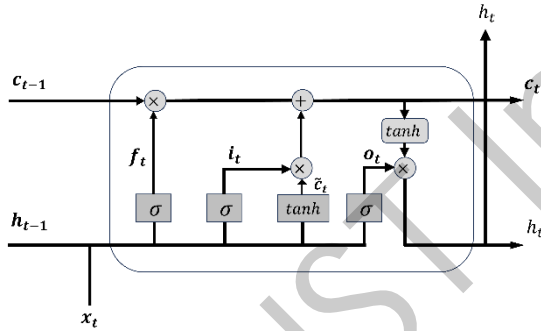 h_t
c_{t-1}
×
+
c_t
tanh
f_t
i_t
×
o_t
×
c̃_t
σ
σ
tanh
σ
h_{t-1}
h_t
x_t